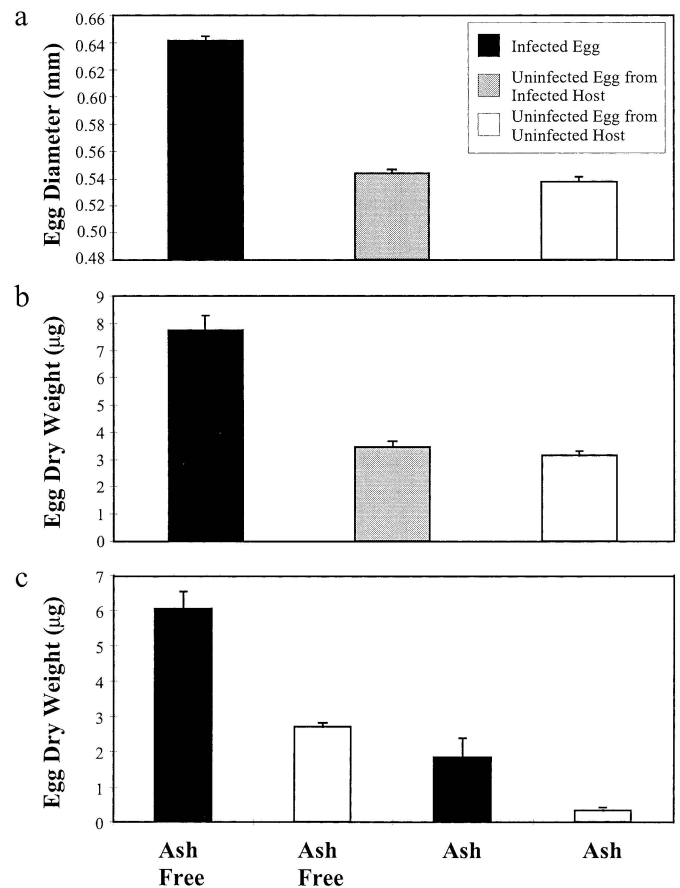 a
Egg Diameter (mm)
0.66
0.64
0.62
0.60
0.58
0.56
0.54
0.52
0.50
0.48
Infected Egg
Uninfected Egg from
Infected Host
Uninfected Egg from
Uninfected Host
b
Egg Dry Weight (µg)
9
8
7
6
5
4
3
2
1
0
c
Egg Dry Weight (µg)
7
6
5
4
3
2
1
0
Ash
Free
Ash
Free
Ash
Ash